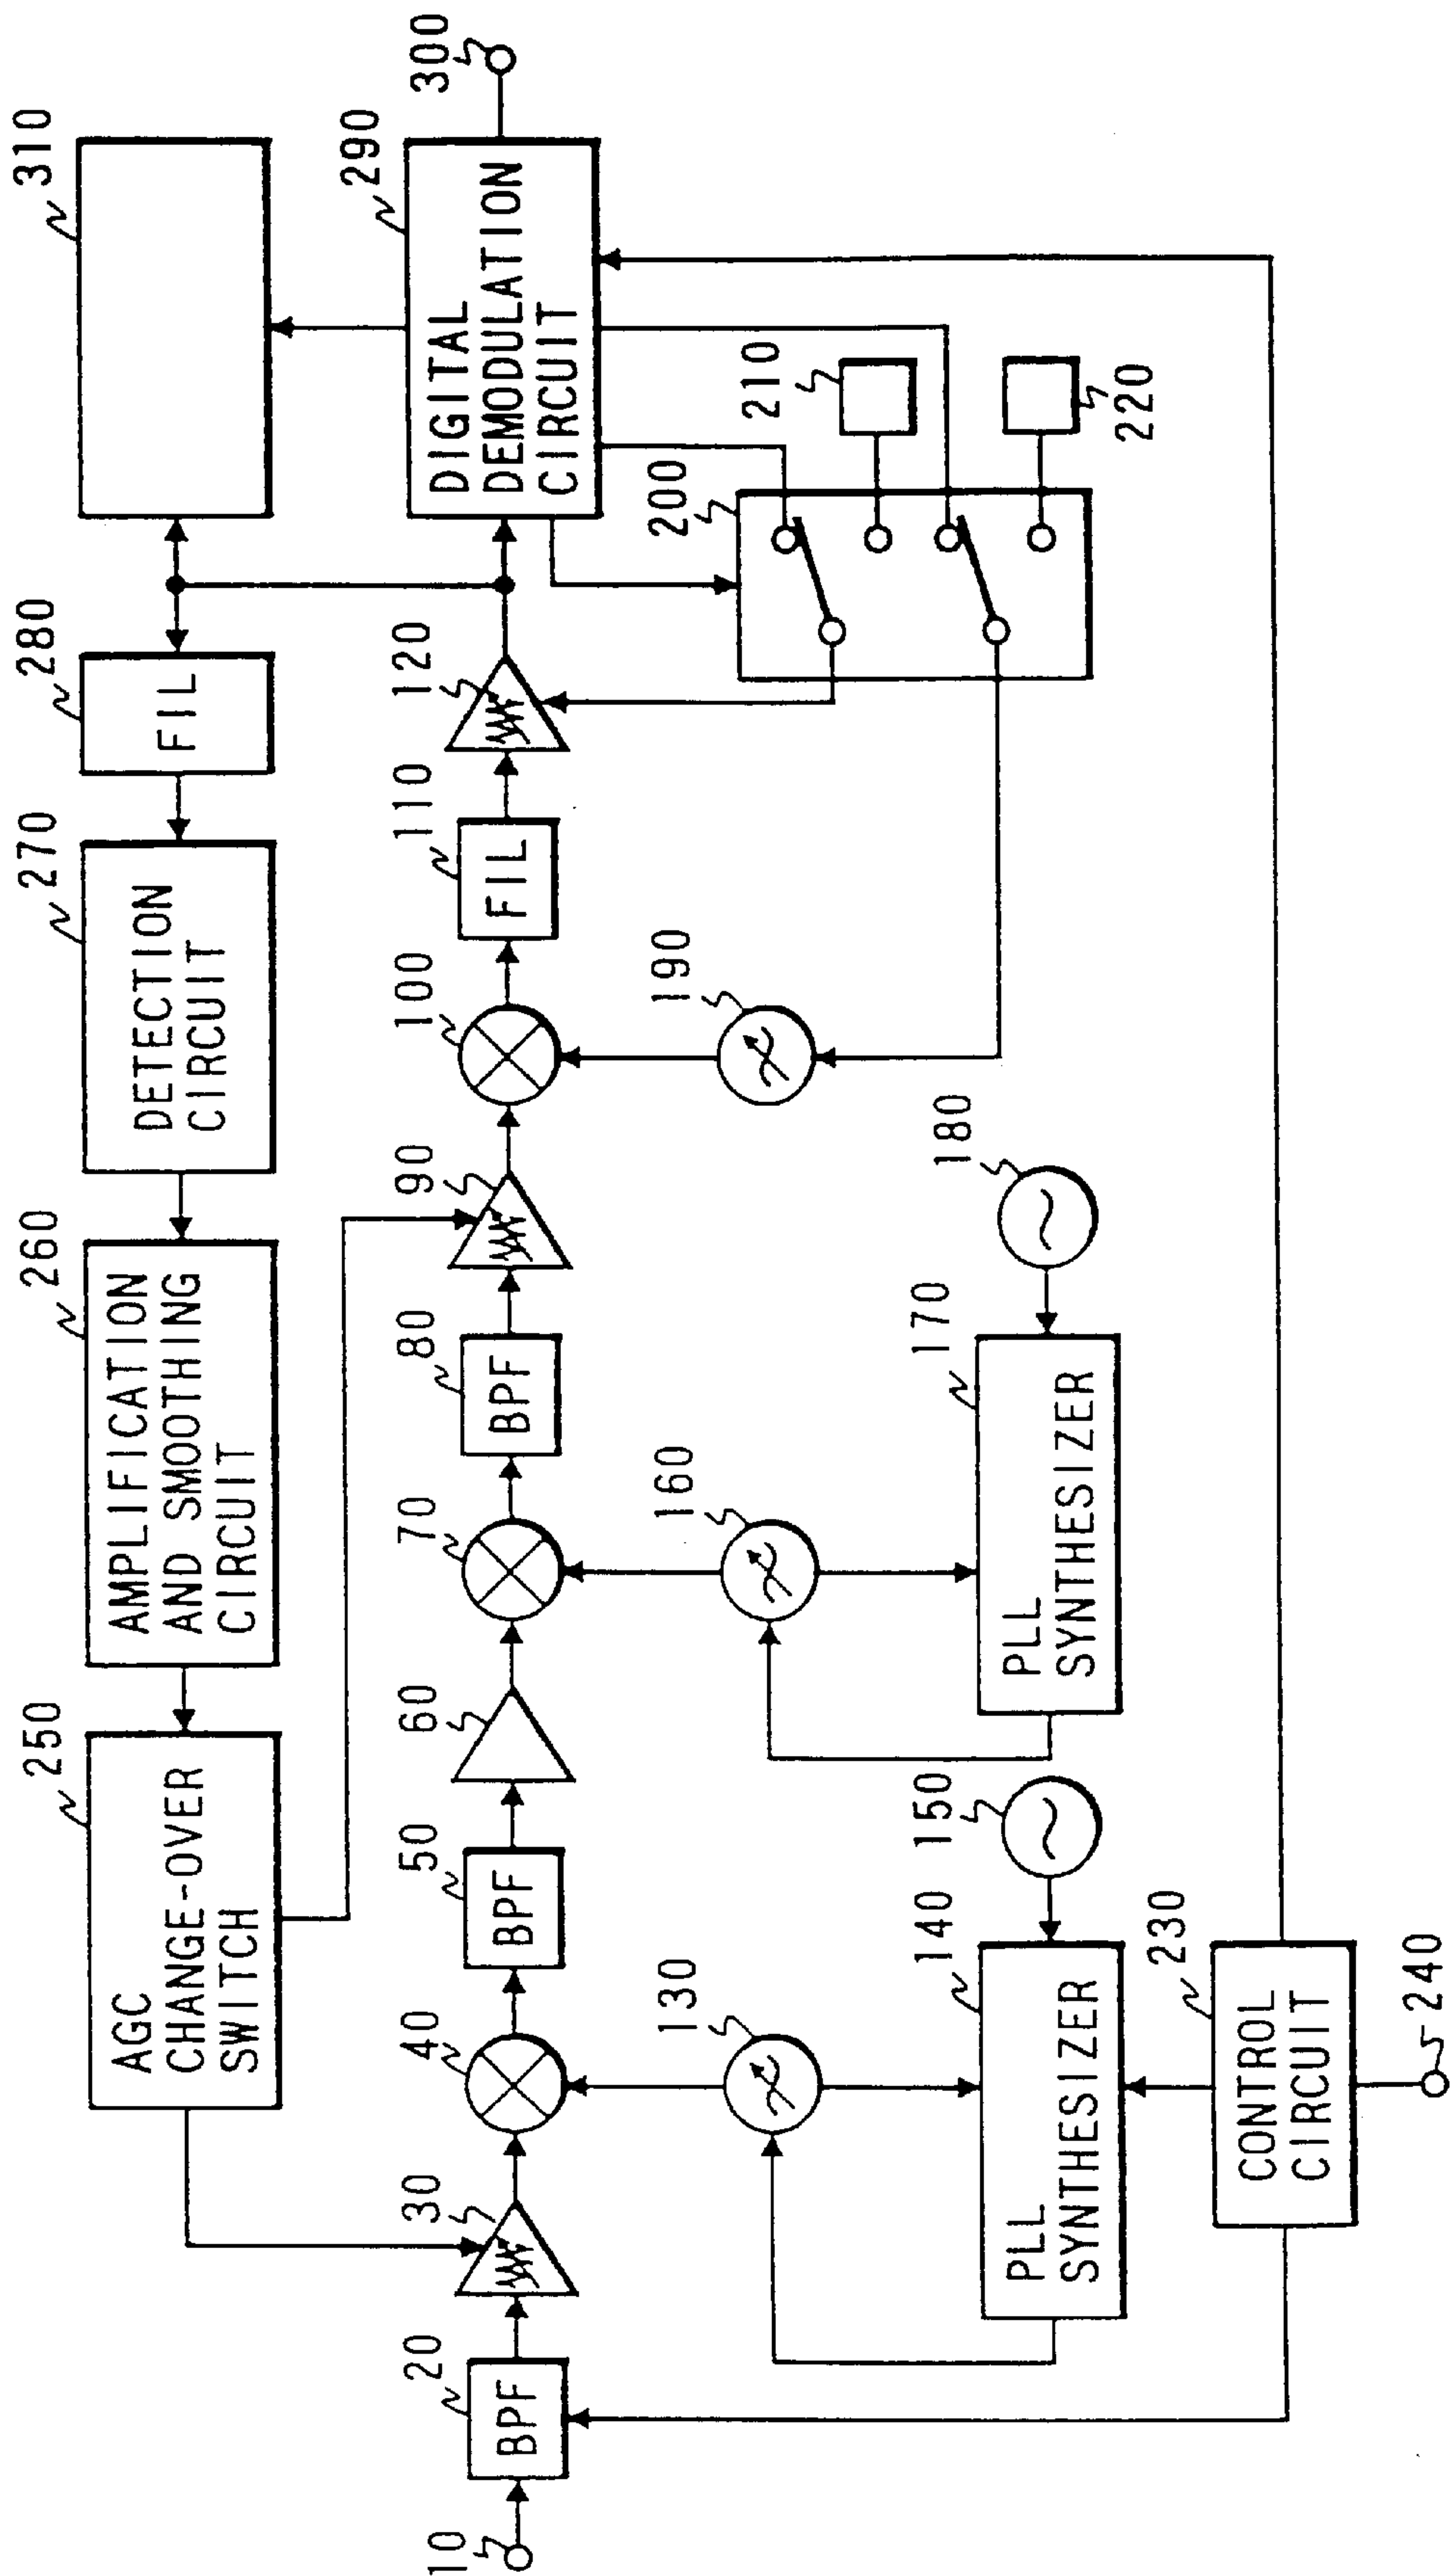 250
AGC
CHANGE-OVER
SWITCH
260
AMPLIFICATION
AND SMOOTHING
CIRCUIT
270
DETECTION
CIRCUIT
280
FIL
310
10
20
BPF
30
40
50
BPF
60
70
80
BPF
90
100
110
FIL
120
290
DIGITAL
DEMODULATION
CIRCUIT
300
130
160
190
200
210
220
140
PLL
SYNTHESIZER
150
170
PLL
SYNTHESIZER
180
230
CONTROL
CIRCUIT
240